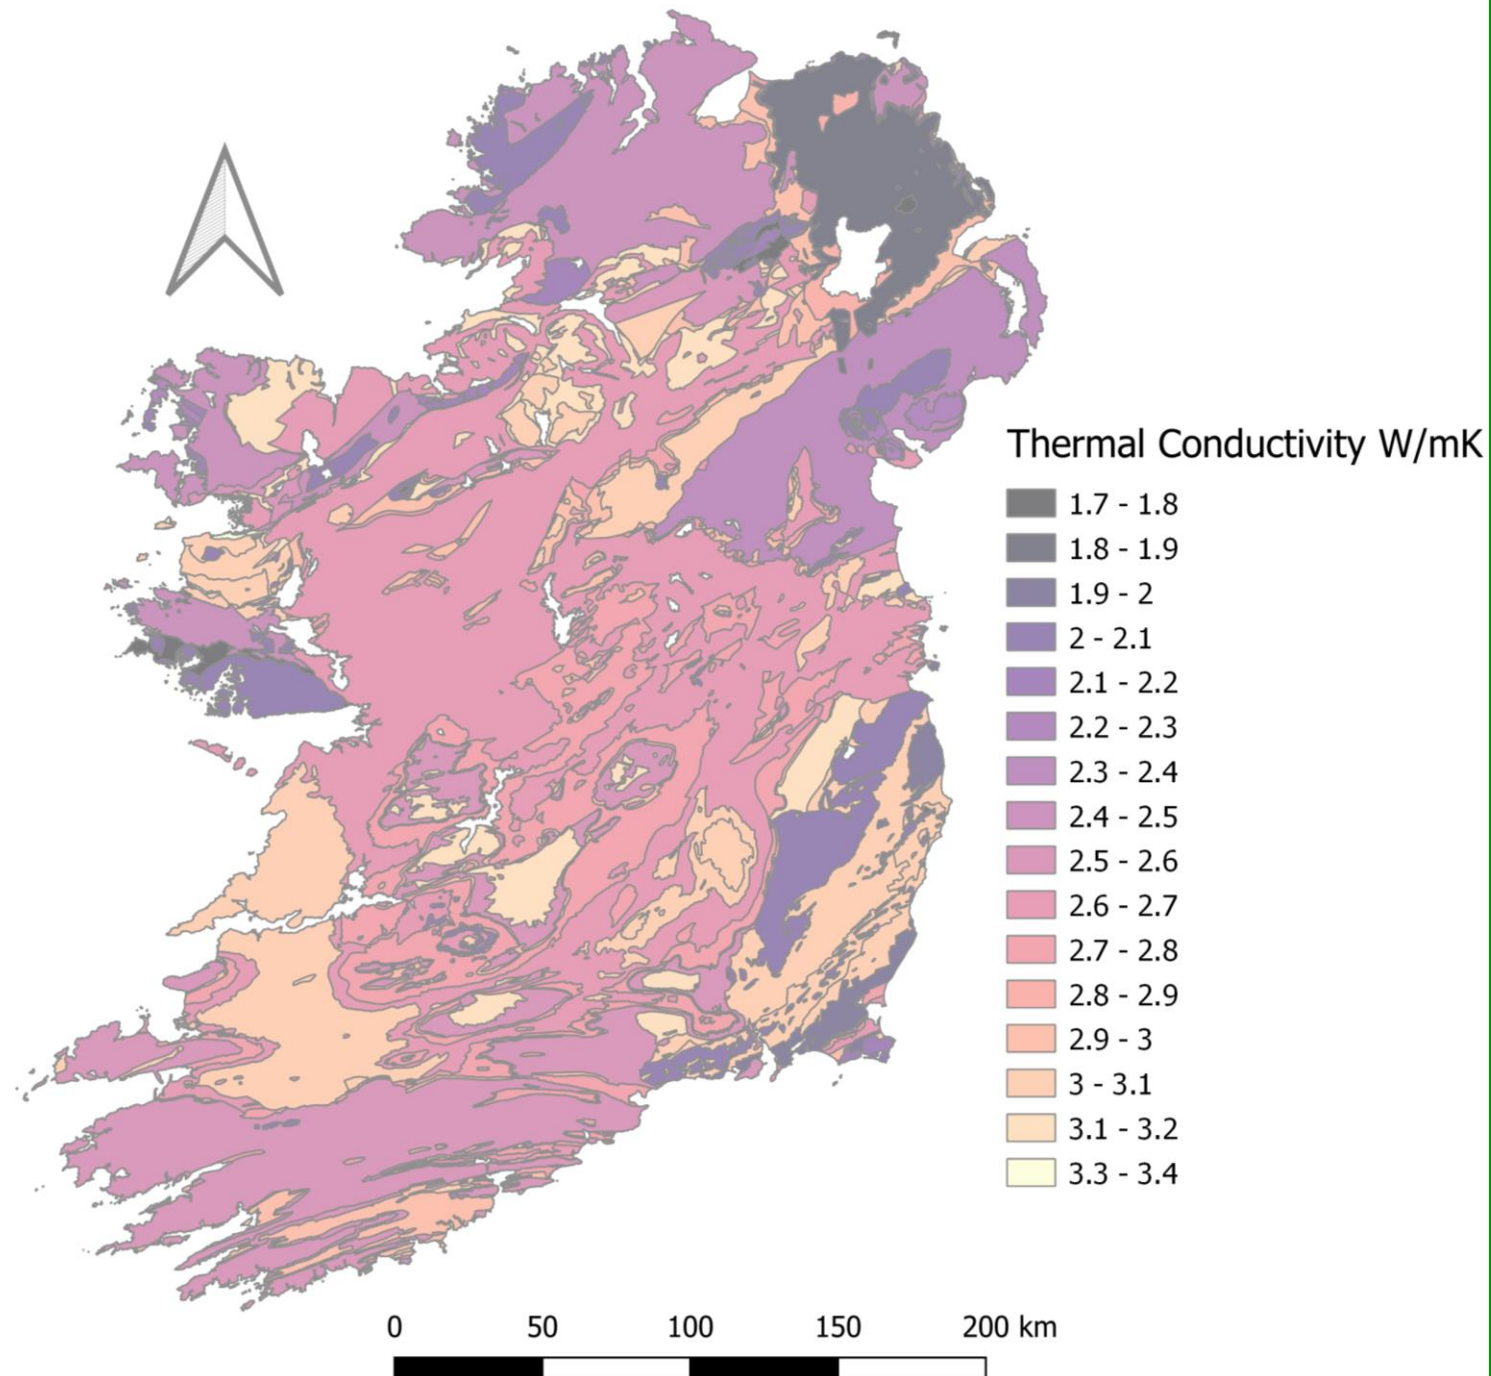 Thermal Conductivity W/mK
1.7 - 1.8
1.8 - 1.9
1.9 - 2
2 - 2.1
2.1 - 2.2
2.2 - 2.3
2.3 - 2.4
2.4 - 2.5
2.5 - 2.6
2.6 - 2.7
2.7 - 2.8
2.8 - 2.9
2.9 - 3
3 - 3.1
3.1 - 3.2
3.3 - 3.4
0 50 100 150 200 km